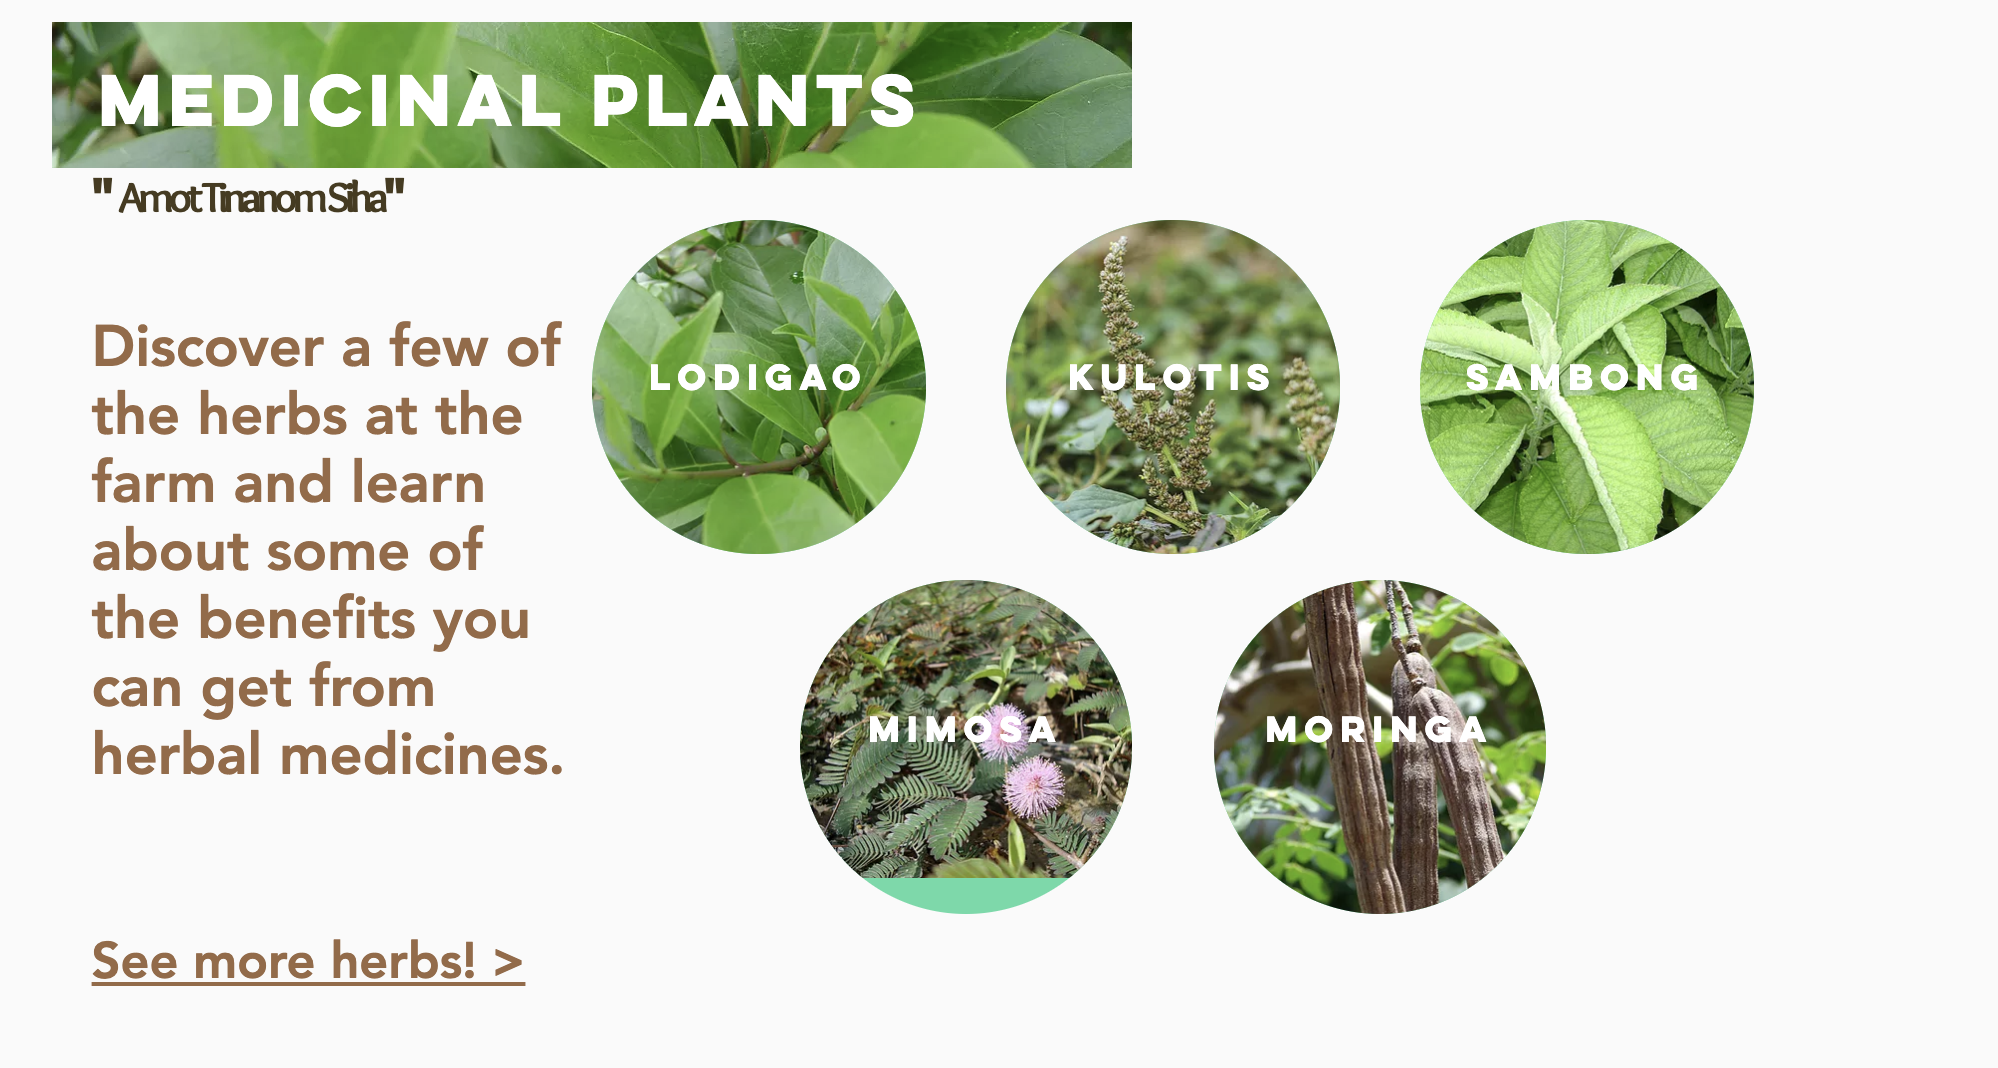 MEDICINAL PLANTS
" Amot Tinanom Siha"
Discover a few of
the herbs at the
farm and learn
about some of
the benefits you
can get from
herbal medicines.
See more herbs! >
LODIGAO
KULOTIS
SAMBONG
MIMOSA
MORINGA